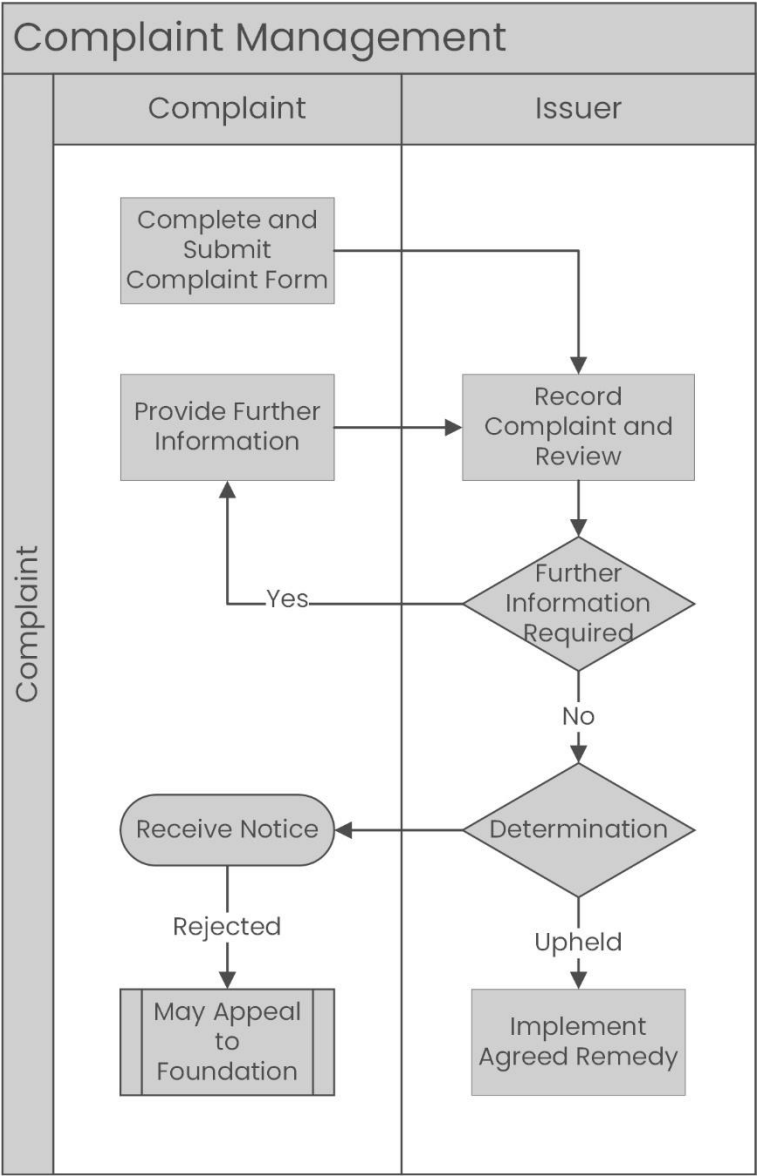 Complaint Management
Complaint
Issuer
Complaint
Complete and
Submit
Complaint Form
Provide Further
Information
Record
Complaint and
Review
Further
Information
Required
Yes
No
Receive Notice
Determination
Rejected
Upheld
May Appeal
to
Foundation
Implement
Agreed Remedy